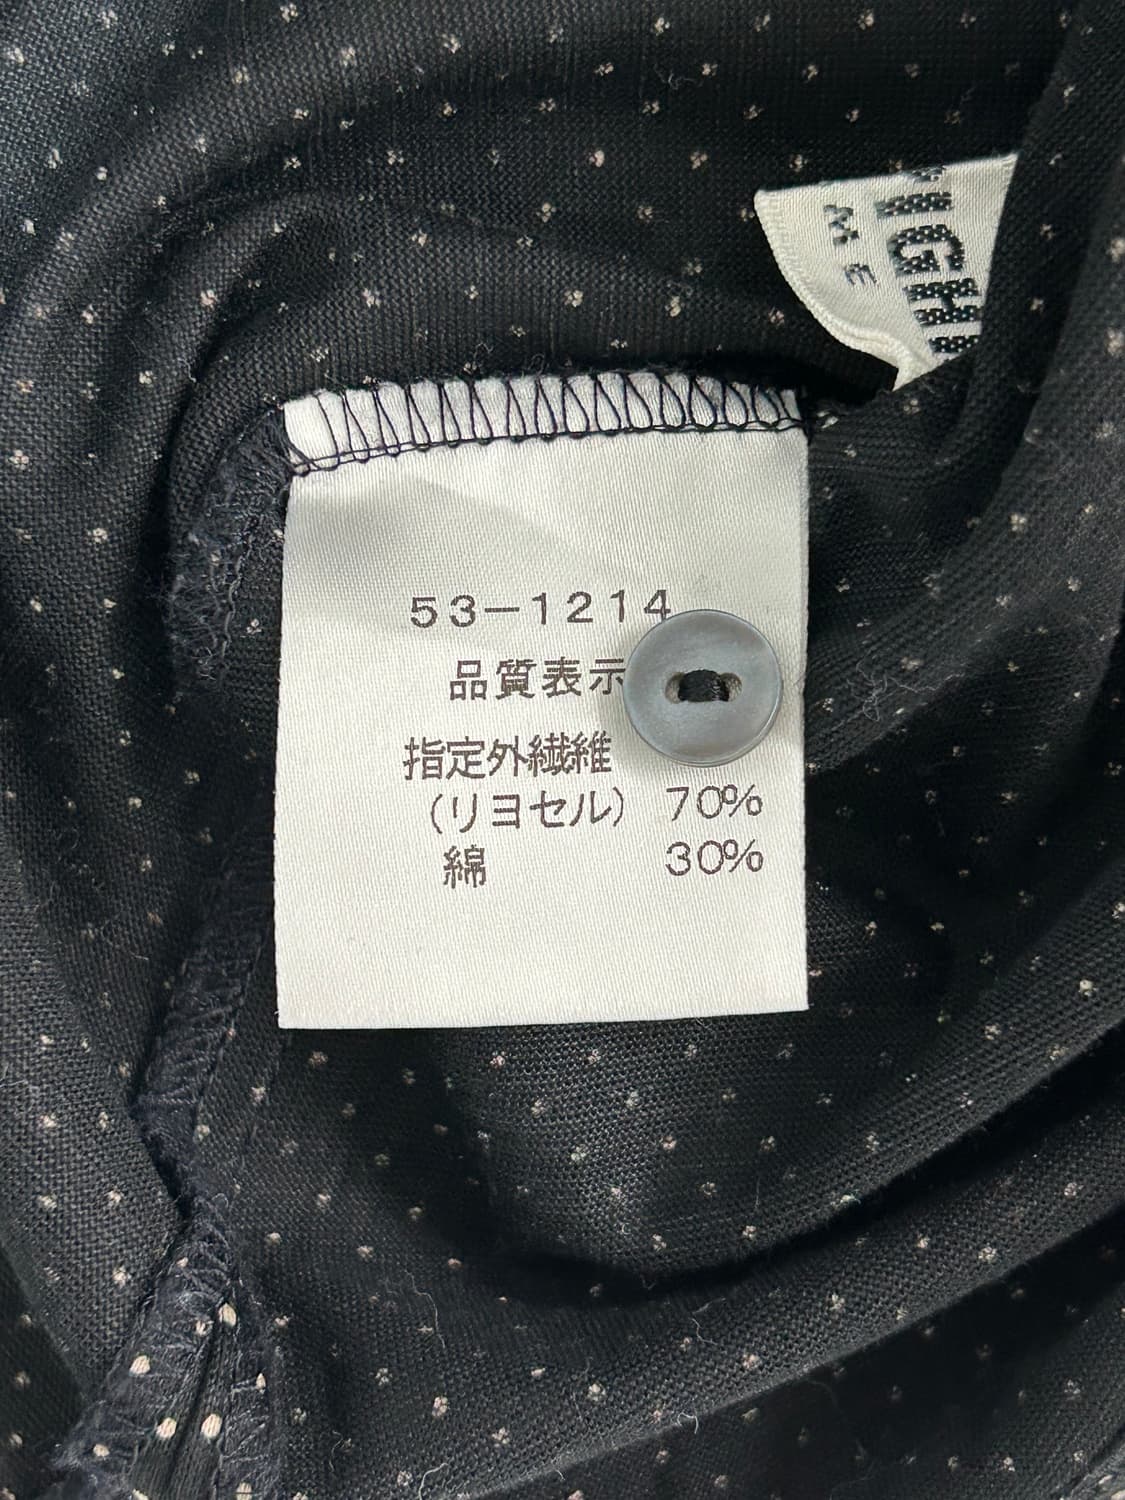 53-1214
品質表示
指定外繊維
(リヨセル) 70%
綿 30%